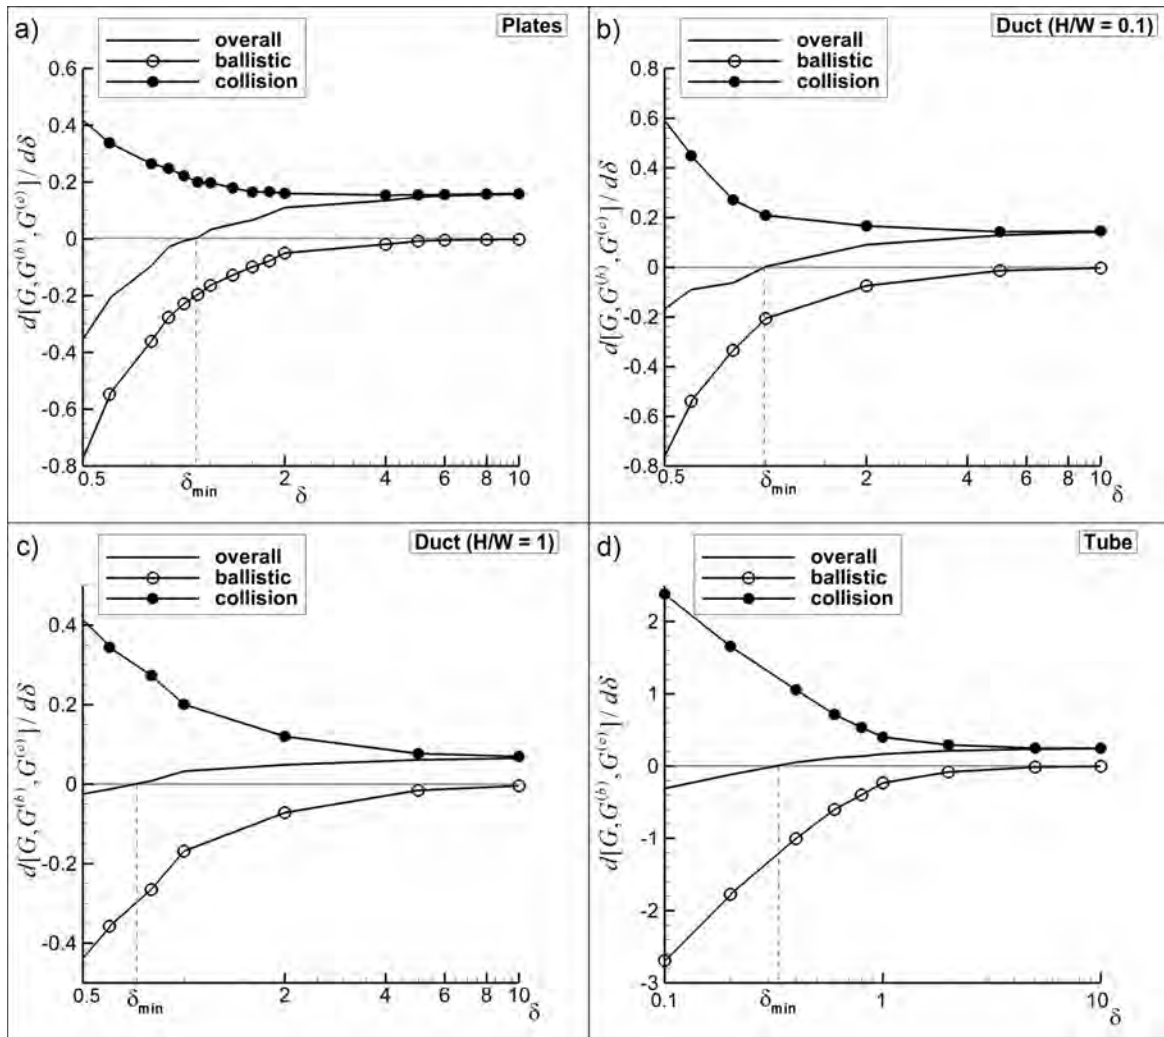 a)
Plates
overall
ballistic
collision
0.6
0.4
0.2
0
-0.2
-0.4
-0.6
-0.8
d[G,G^(b),G^(c)]/dδ
0.5 δmin 2 4 6 8 10
δ
b)
Duct (H/W = 0.1)
overall
ballistic
collision
0.8
0.6
0.4
0.2
0
-0.2
-0.4
-0.6
-0.8
d[G,G^(b),G^(c)]/dδ
0.5 δmin 2 4 6 8 10 δ
c)
Duct (H/W = 1)
overall
ballistic
collision
0.4
0.2
0
-0.2
-0.4
d[G,G^(b),G^(c)]/dδ
0.5 δmin 2 4 6 8 10 δ
d)
Tube
overall
ballistic
collision
2
1
0
-1
-2
-3
d[G,G^(b),G^(c)]/dδ
0.1 δmin 1 10 δ